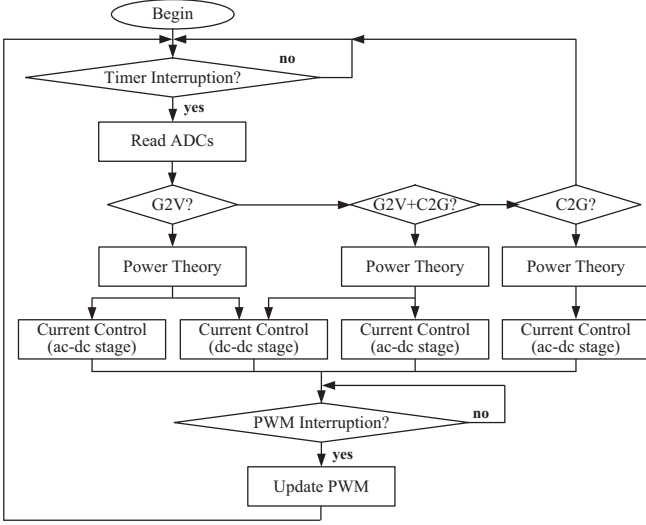 Begin
no
Timer Interruption?
yes
Read ADCs
G2V?
G2V+C2G?
C2G?
Power Theory
Power Theory
Power Theory
Current Control
(ac-dc stage)
Current Control
(dc-dc stage)
Current Control
(ac-dc stage)
Current Control
(ac-dc stage)
PWM Interruption?
no
yes
Update PWM